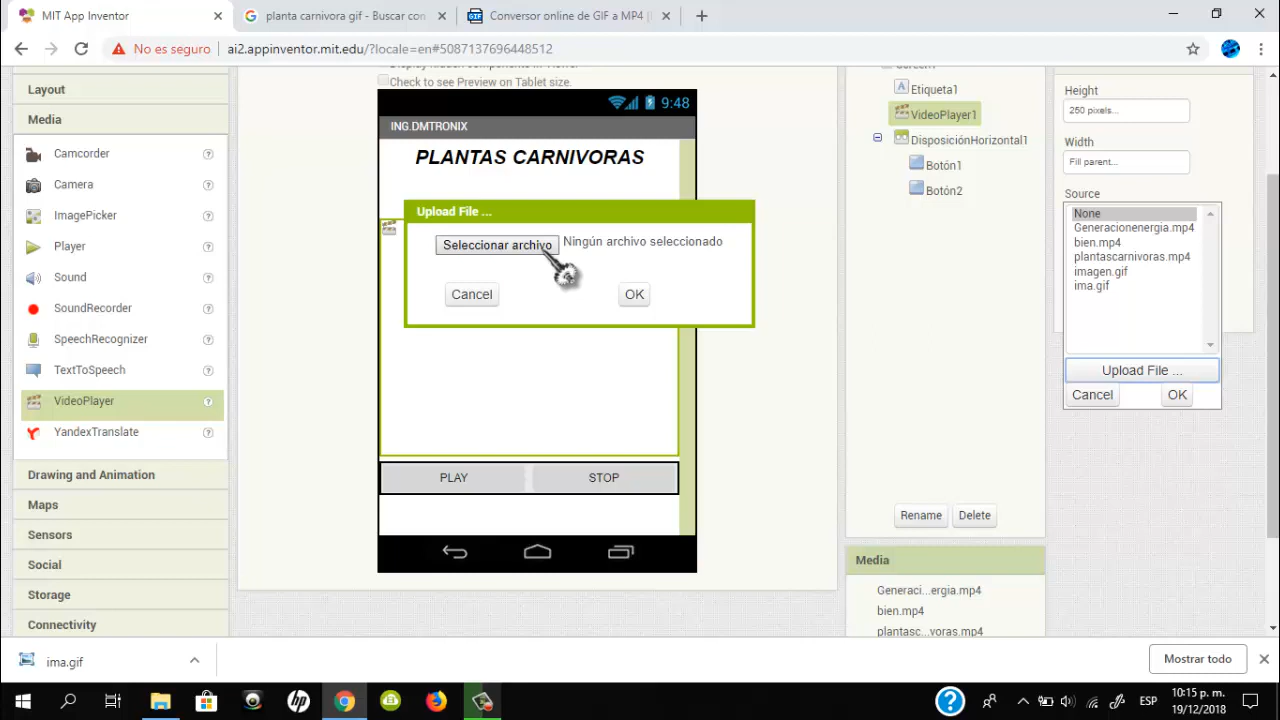 MIT App Inventor
planta carnivora gif - Buscar con
Conversor online de GIF a MP4 [
No es seguro
ai2.appinventor.mit.edu/?locale=en#5087137696448512
Layout
Media
Camcorder
Camera
ImagePicker
Player
Sound
SoundRecorder
SpeechRecognizer
TextToSpeech
VideoPlayer
YandexTranslate
Drawing and Animation
Maps
Sensors
Social
Storage
Connectivity
Check to see Preview on Tablet size.
9:48
ING.DMTRONIX
PLANTAS CARNIVORAS
Upload File ...
Seleccionar archivo
Ningún archivo seleccionado
Cancel
OK
PLAY
STOP
Etiqueta1
VideoPlayer1
DisposiciónHorizontal1
Botón1
Botón2
Rename
Delete
Media
Generaci...ergia.mp4
bien.mp4
plantasc...voras.mp4
Height
250 pixels...
Width
Fill parent...
Source
None
Generacionenergia.mp4
bien.mp4
plantascarnivoras.mp4
imagen.gif
ima.gif
Upload File ...
Cancel
OK
ima.gif
Mostrar todo
ESP
10:15 p. m.
19/12/2018